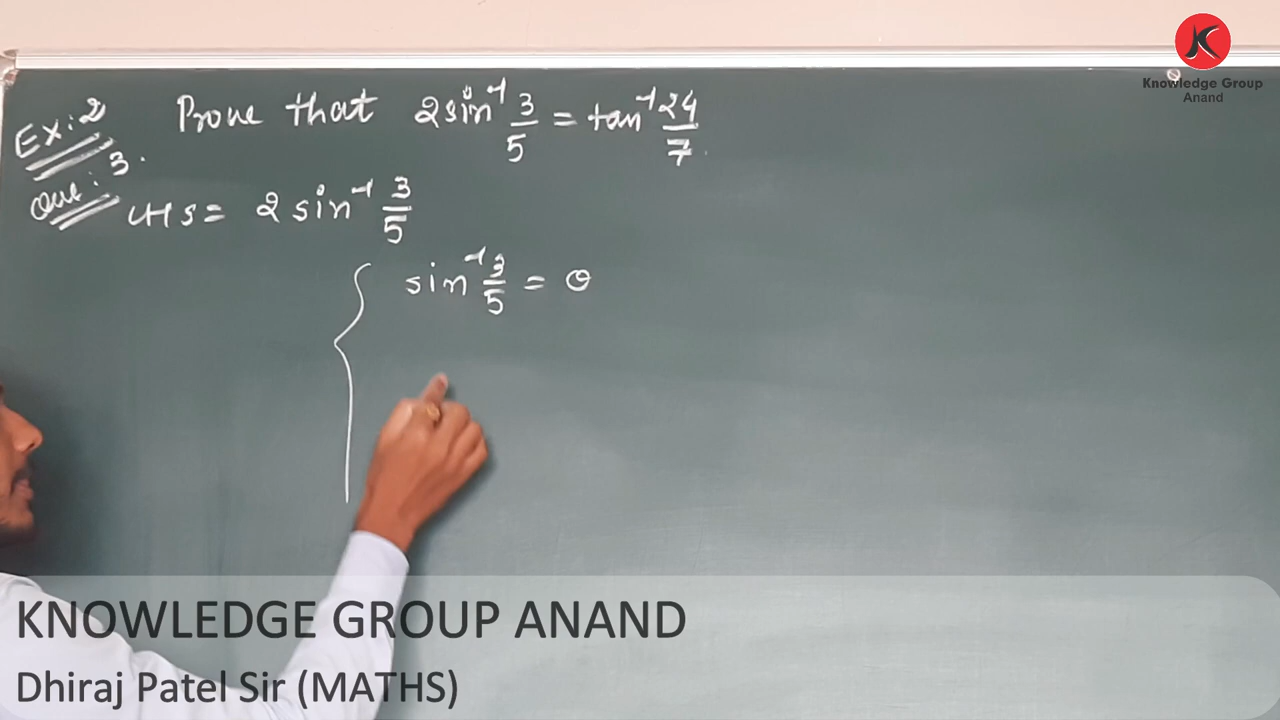 Ex:2
Prove that 2sin⁻¹ 3/5 = tan⁻¹ 24/7.
Que: 3.
LHS = 2 sin⁻¹ 3/5
sin⁻¹ 3/5 = θ
Knowledge Group
Anand
KNOWLEDGE GROUP ANAND
Dhiraj Patel Sir (MATHS)